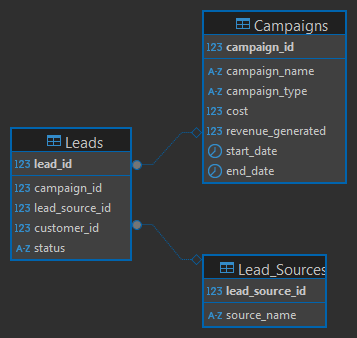 Campaigns
123 campaign_id
A-Z campaign_name
A-Z campaign_type
123 cost
123 revenue_generated
start_date
end_date
Leads
123 lead_id
123 campaign_id
123 lead_source_id
123 customer_id
A-Z status
Lead_Sources
123 lead_source_id
A-Z source_name